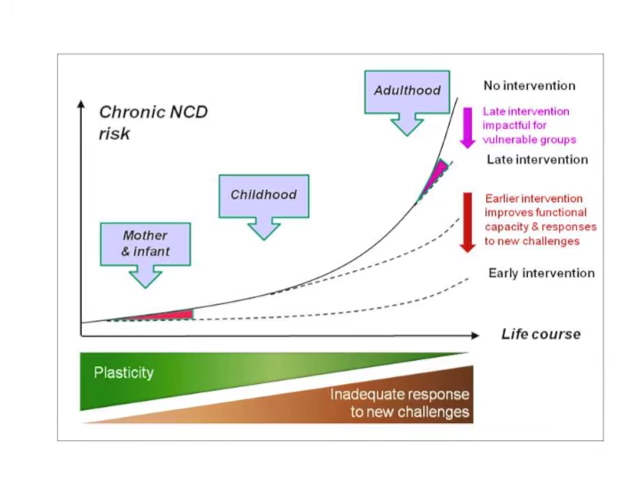 Chronic NCD
risk
Mother
& infant
Childhood
Adulthood
No intervention
Late intervention
impactful for
vulnerable groups
Late intervention
Earlier intervention
improves functional
capacity & responses
to new challenges
Early intervention
Life course
Plasticity
Inadequate response
to new challenges